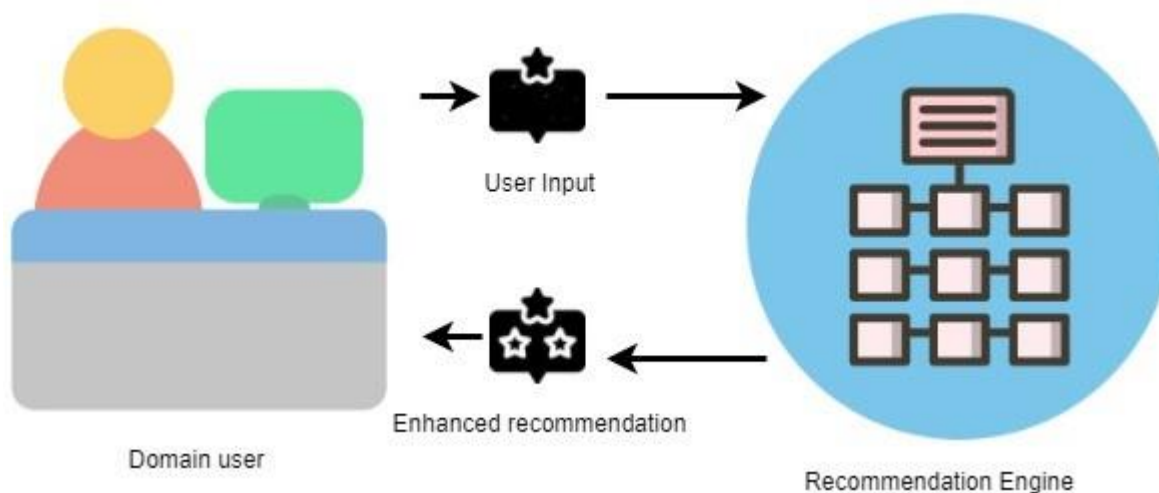 User Input
Enhanced recommendation
Domain user
Recommendation Engine